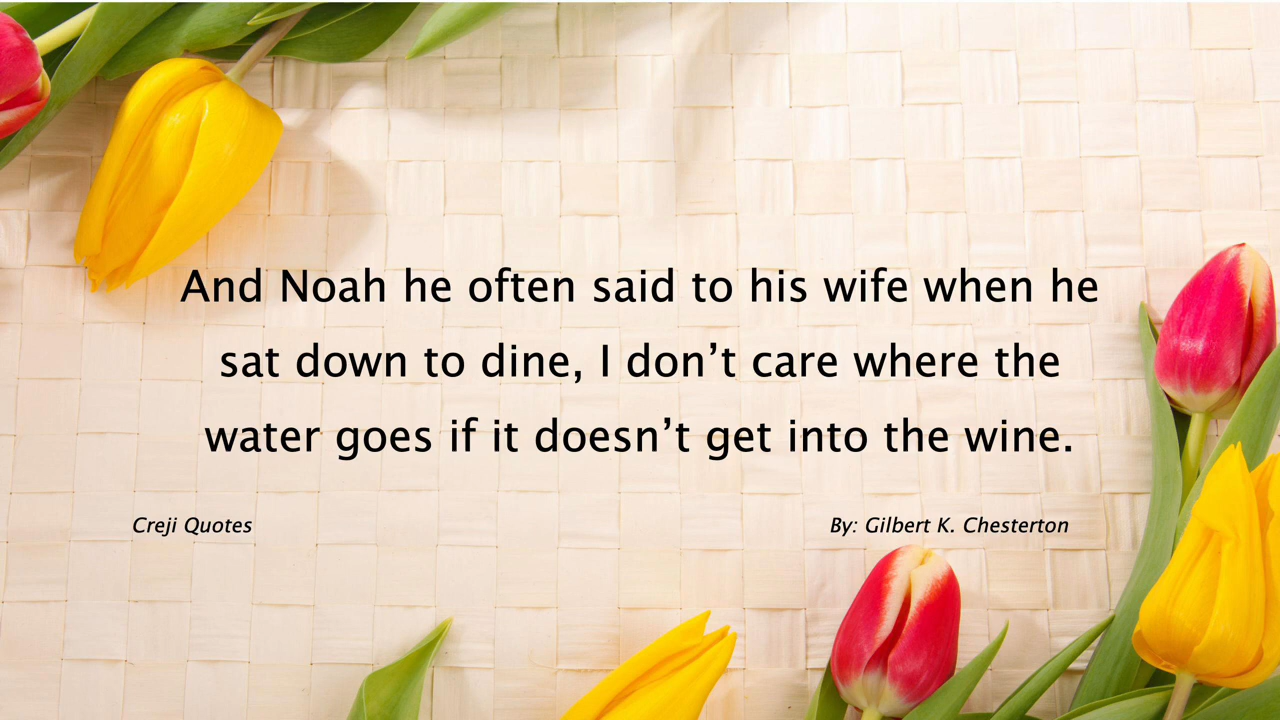 And Noah he often said to his wife when he
sat down to dine, I don’t care where the
water goes if it doesn’t get into the wine.
Creji Quotes
By: Gilbert K. Chesterton